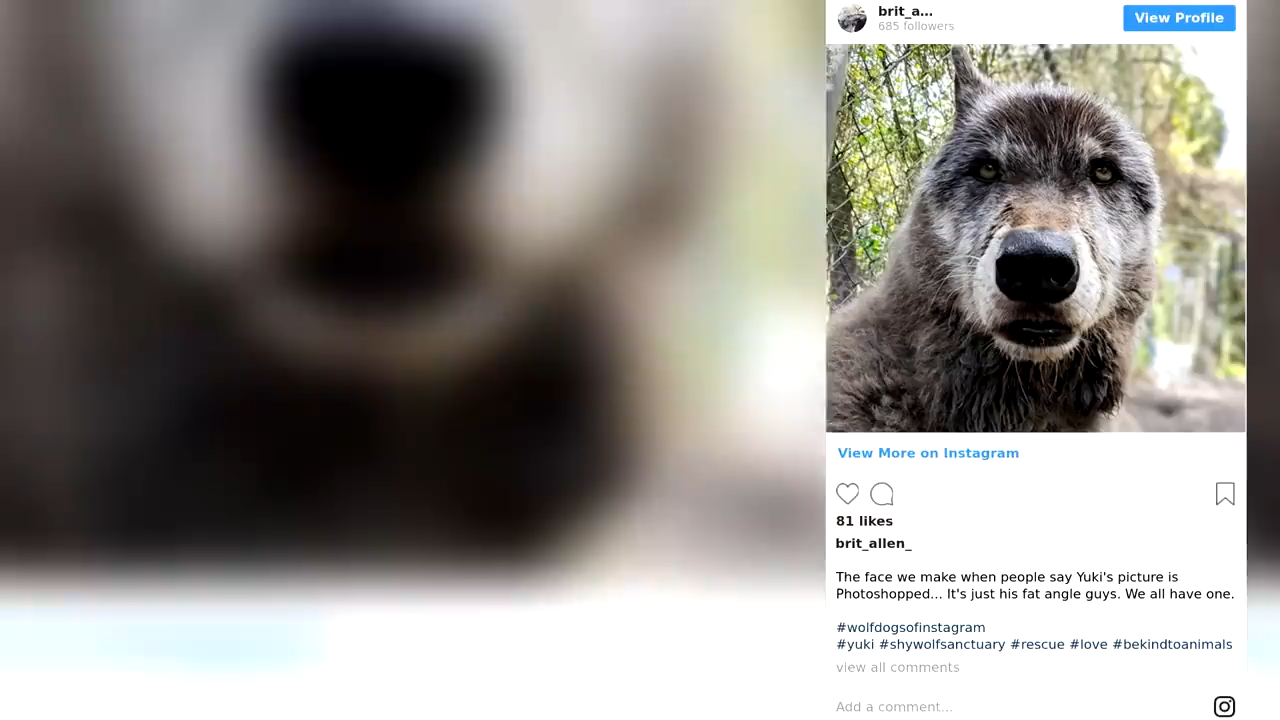 brit_a...
685 followers
View Profile
View More on Instagram
81 likes
brit_allen_
The face we make when people say Yuki's picture is
Photoshopped... It's just his fat angle guys. We all have one.
#wolfdogsofinstagram
#yuki #shywolfsanctuary #rescue #love #bekindtoanimals
view all comments
Add a comment...